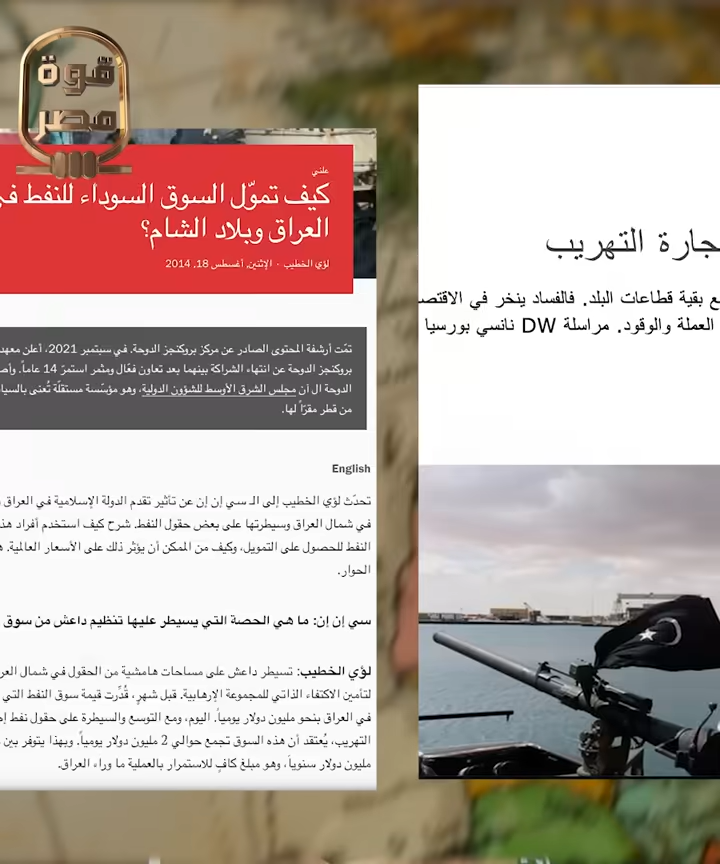 قوة
مصر
علني
كيف تموّل السوق السوداء للنفط في
العراق وبلاد الشام؟
لؤي الخطيب · الإثنين, أغسطس 18, 2014
تمّت أرشفة المحتوى الصادر عن مركز بروكنجز الدوحة. في سبتمبر 2021، أعلن معهد
بروكنجز الدوحة عن انتهاء الشراكة بينهما بعد تعاون فعّال ومثمر استمرّ 14 عاماً.
الدوحة ال أن مجلس الشرق الأوسط للشؤون الدولية، وهو مؤسّسة مستقلّة تُعنى
من قطر مقرّاً لها.
English
تحدّث لؤي الخطيب إلى الـ سي إن إن عن تأثير تقدم الدولة الإسلامية في العراق
في شمال العراق وسيطرتها على بعض حقول النفط. شرح كيف استخدم أفراد
النفط للحصول على التمويل، وكيف من الممكن أن يؤثر ذلك على الأسعار العالمية.
الحوار.
سي إن إن: ما هي الحصة التي يسيطر عليها تنظيم داعش من سوق
لؤي الخطيب: تسيطر داعش على مساحات هامشية من الحقول في شمال
لتأمين الاكتفاء الذاتي للمجموعة الإرهابية. قبل شهرٍ، قُدِّرت قيمة سوق النفط التي
في العراق بنحو مليون دولار يومياً. اليوم، ومع التوسع والسيطرة على حقول نفط
التهريب، يُعتقد أن هذه السوق تجمع حوالي 2 مليون دولار يومياً. وبهذا يتوفر بين
مليون دولار سنوياً، وهو مبلغ كافٍ للاستمرار بالعملية ما وراء العراق.
التهريب
بقية قطاعات البلد. فالفساد ينخر في
العملة والوقود. مراسلة DW نانسي بورسيا